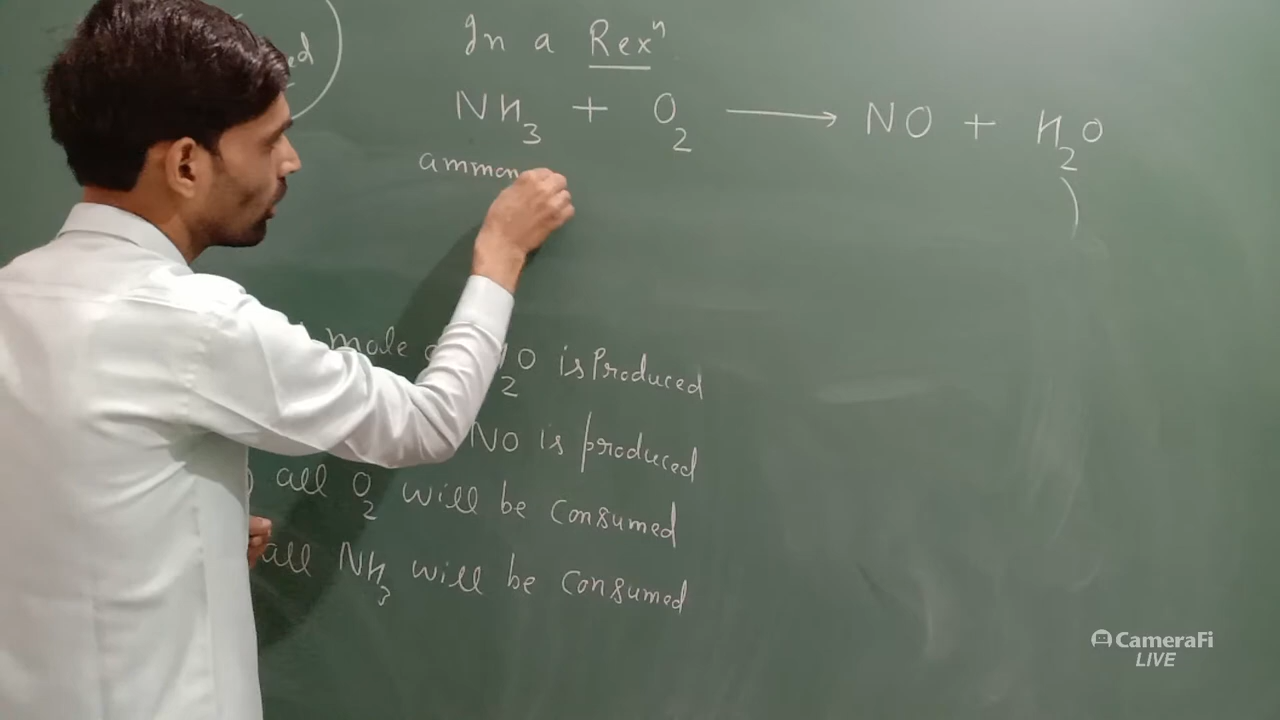 In a Rexⁿ
NH₃ + O₂ ⟶ NO + H₂O
ammon
mole O is Produced
2
NO is produced
all O₂ will be Consumed
all NH₃ will be Consumed
CameraFi
LIVE